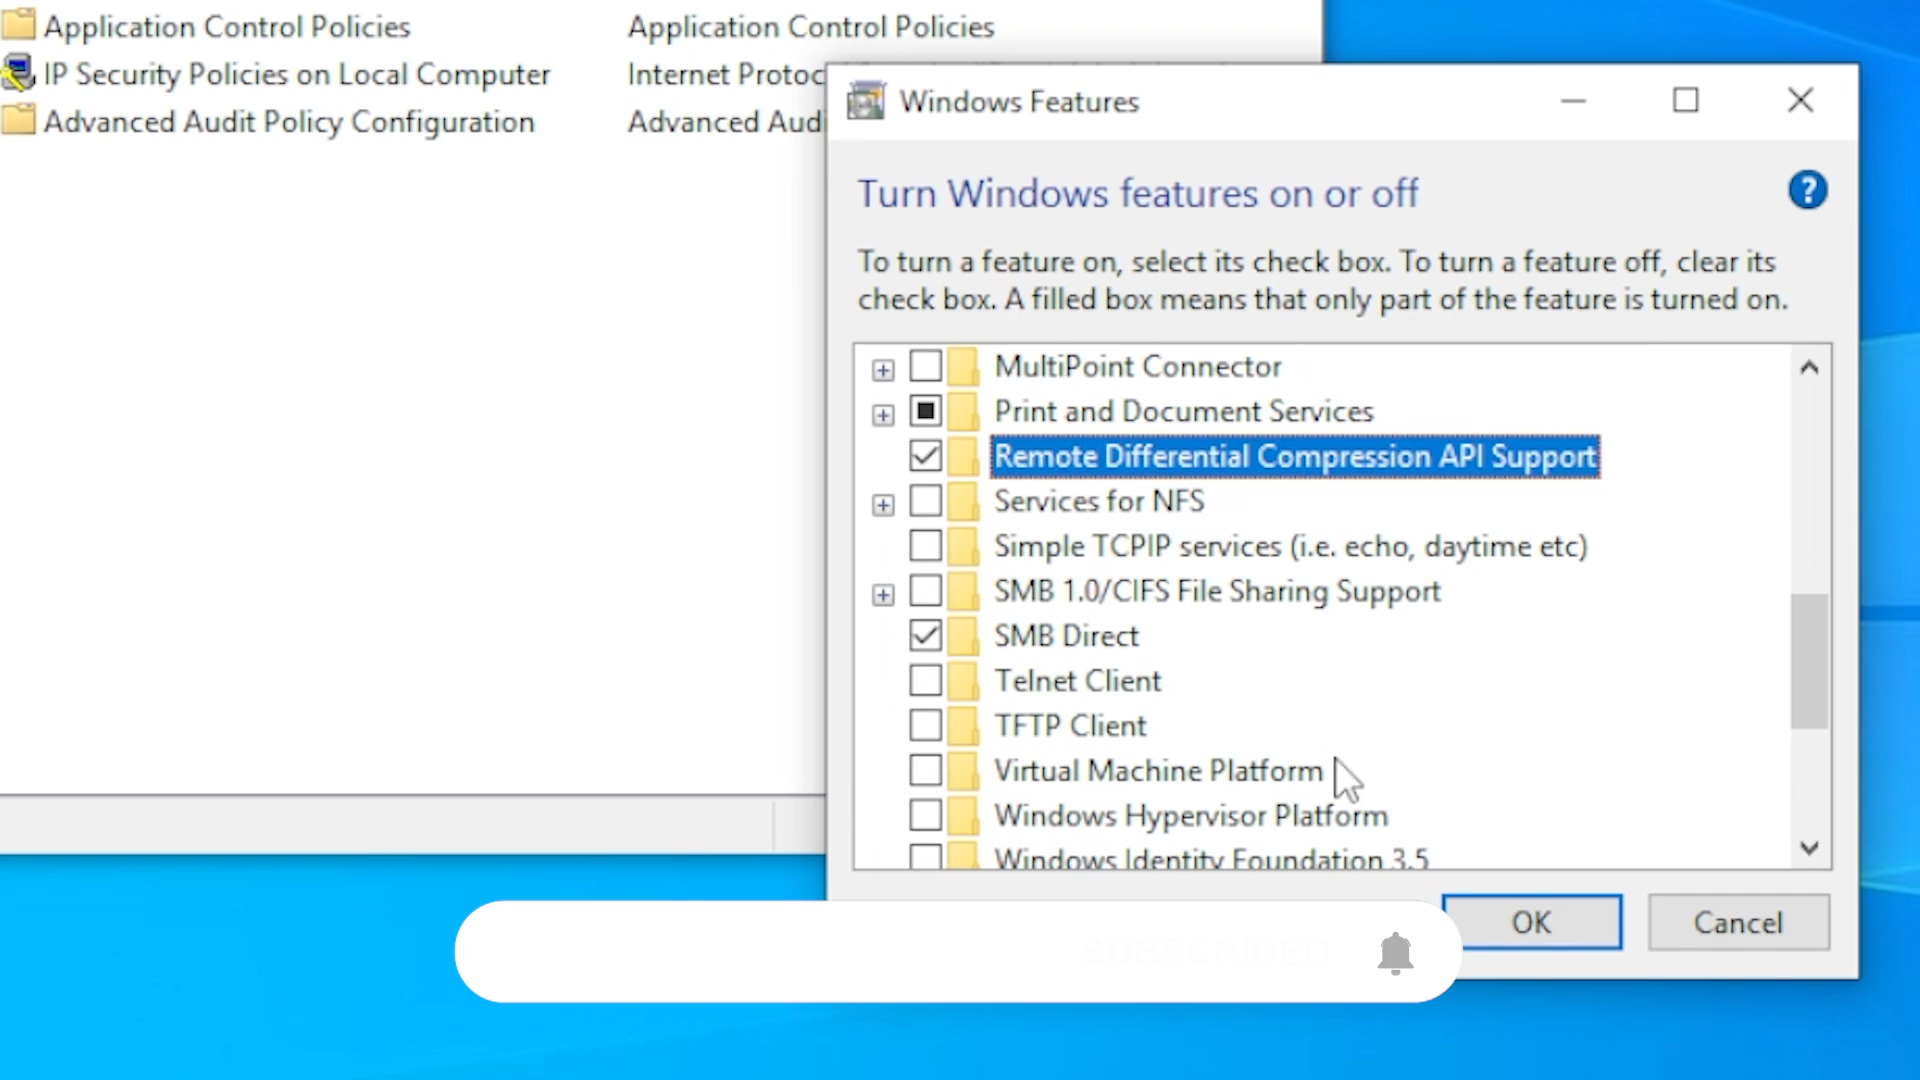 Application Control Policies
Application Control Policies
IP Security Policies on Local Computer
Internet Protoc
Advanced Audit Policy Configuration
Advanced Audi
Windows Features
Turn Windows features on or off
To turn a feature on, select its check box. To turn a feature off, clear its
check box. A filled box means that only part of the feature is turned on.
MultiPoint Connector
Print and Document Services
Remote Differential Compression API Support
Services for NFS
Simple TCPIP services (i.e. echo, daytime etc)
SMB 1.0/CIFS File Sharing Support
SMB Direct
Telnet Client
TFTP Client
Virtual Machine Platform
Windows Hypervisor Platform
Windows Identity Foundation 3.5
OK
Cancel
SUBSCRIBED